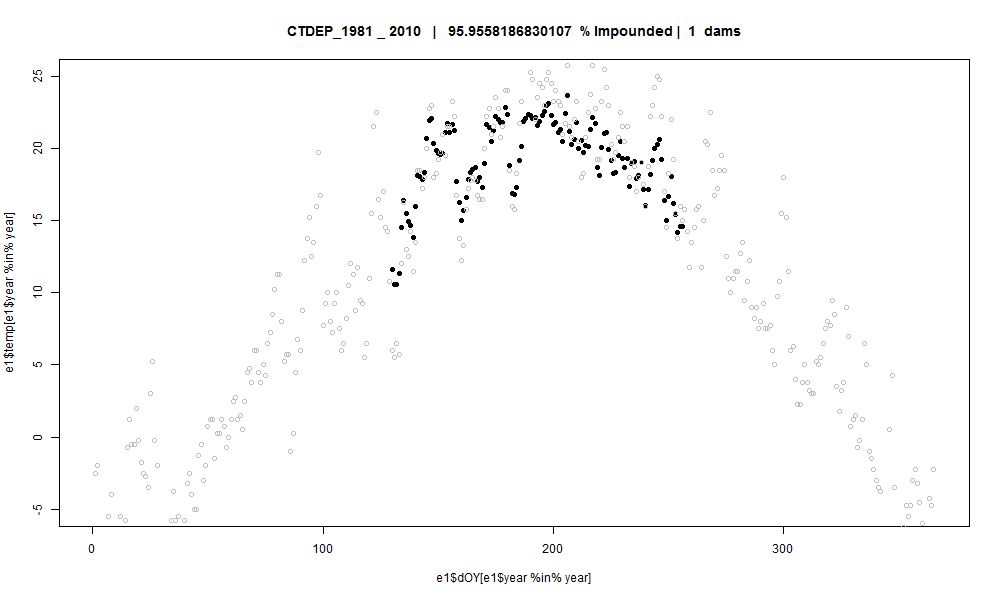 CTDEP_1981 _ 2010 | 95.9558186830107 % Impounded | 1 dams
e1$temp[e1$year %in% year]
25
20
15
10
5
0
-5
0 100 200 300
e1$dOY[e1$year %in% year]